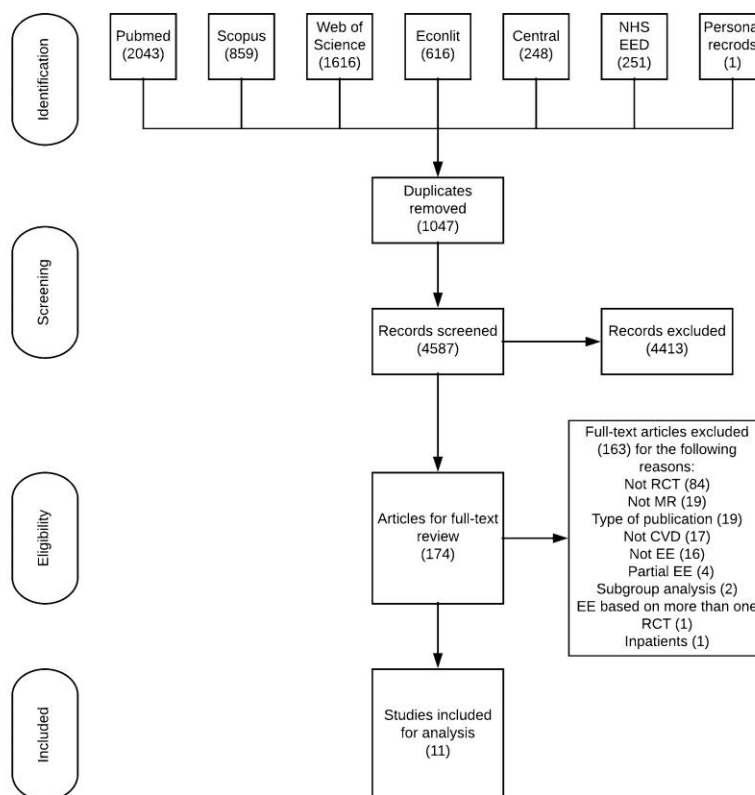 Identification
Pubmed
(2043)
Scopus
(859)
Web of
Science
(1616)
Econlit
(616)
Central
(248)
NHS
EED
(251)
Persona
recrods
(1)
Duplicates
removed
(1047)
Screening
Records screened
(4587)
Records excluded
(4413)
Eligibility
Articles for full-text
review
(174)
Full-text articles excluded
(163) for the following
reasons:
Not RCT (84)
Not MR (19)
Type of publication (19)
Not CVD (17)
Not EE (16)
Partial EE (4)
Subgroup analysis (2)
EE based on more than one
RCT (1)
Inpatients (1)
Included
Studies included
for analysis
(11)